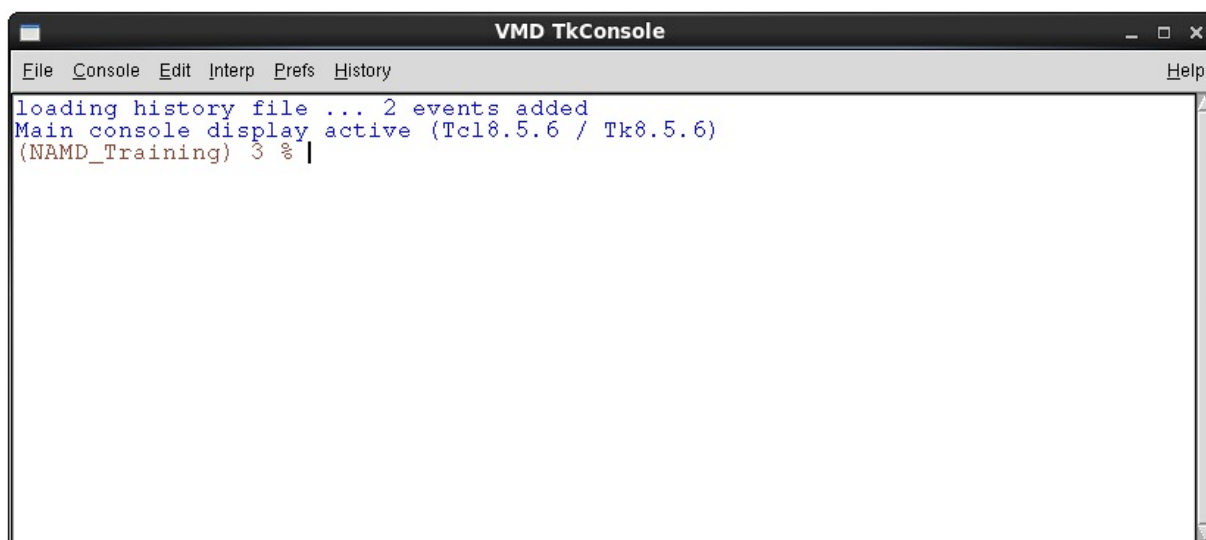 VMD TkConsole
File Console Edit Interp Prefs History Help
loading history file ... 2 events added
Main console display active (Tcl8.5.6 / Tk8.5.6)
(NAMD_Training) 3 %